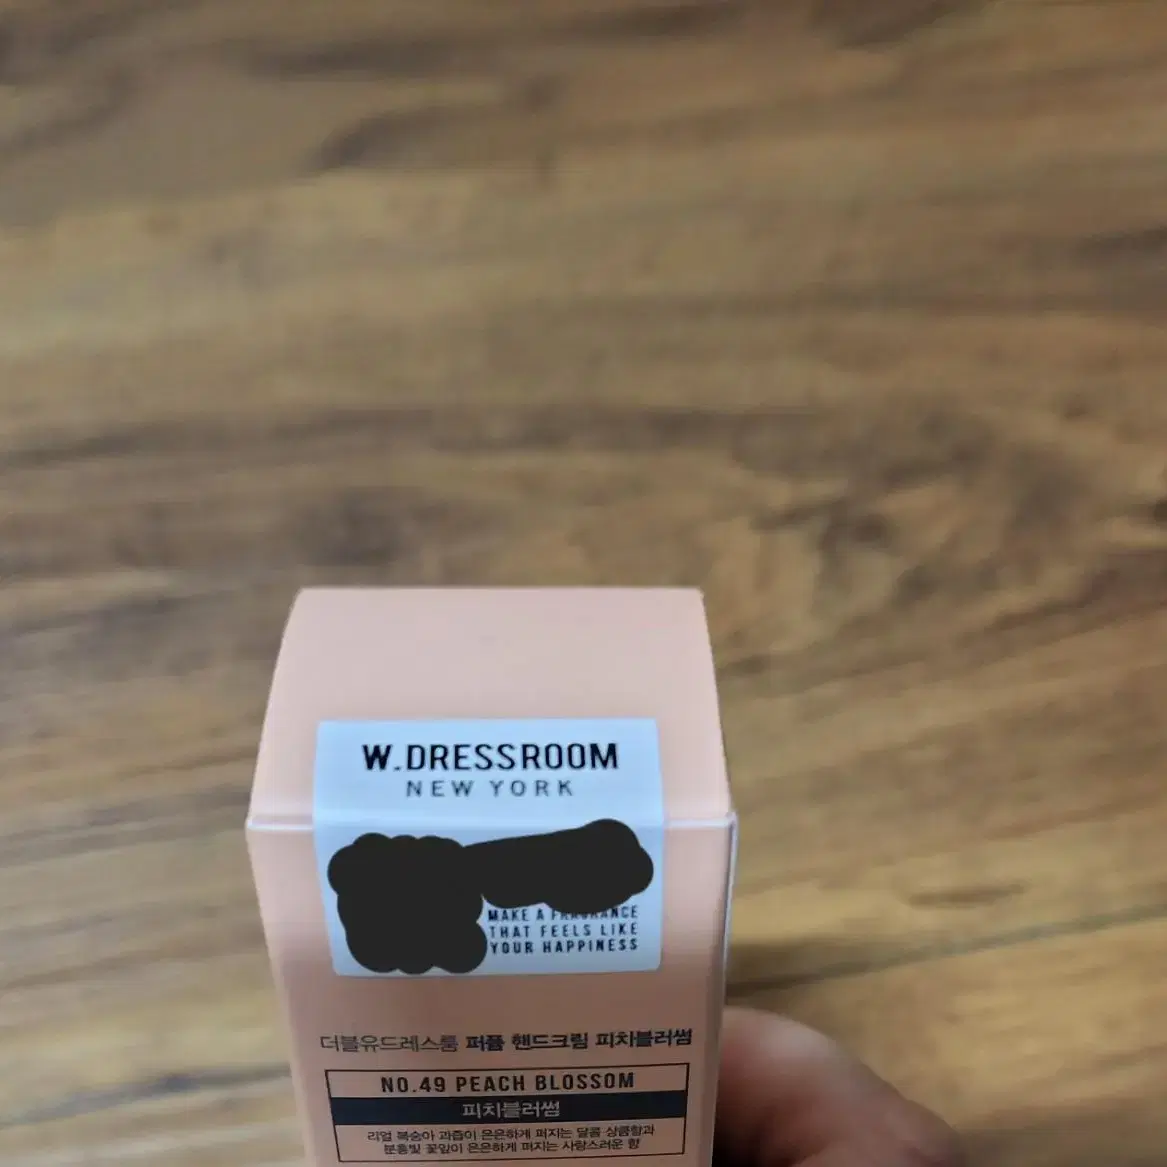 W.DRESSROOM
NEW YORK
MAKE A FRAGRANCE
THAT FEELS LIKE
YOUR HAPPINESS
더블유드레스룸 퍼퓸 핸드크림 피치블러썸
NO.49 PEACH BLOSSOM
피치블러썸
리얼 복숭아 과즙이 은은하게 퍼지는 달콤 상큼함과
분홍빛 꽃잎이 은은하게 퍼지는 사랑스러운 향